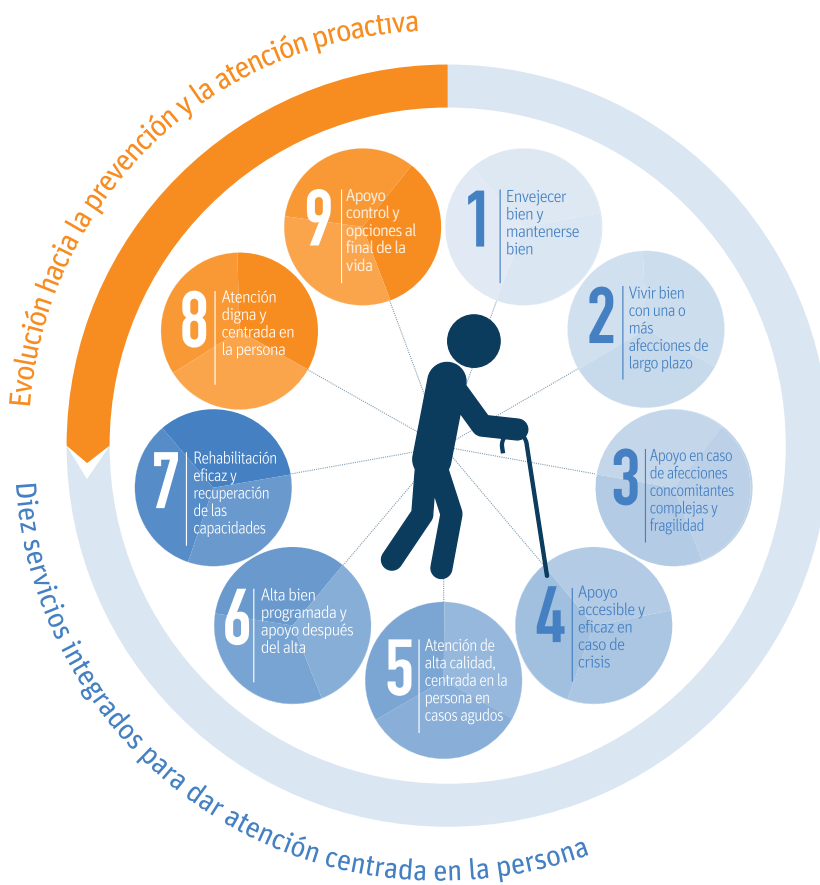 Evolución hacia la prevención y la atención proactiva
1
Envejecer
bien y
mantenerse
bien
2
Vivir bien
con una o
más
afecciones de
largo plazo
3
Apoyo en caso
de afecciones
concomitantes
complejas y
fragilidad
4
Apoyo
accesible y
eficaz en
caso de
crisis
5
Atención de
alta calidad,
centrada en la
persona en
casos agudos
6
Alta bien
programada y
apoyo después
del alta
7
Rehabilitación
eficaz y
recuperación
de las
capacidades
8
Atención
digna y
centrada en
la persona
9
Apoyo
control y
opciones al
final de la
vida
Diez servicios integrados para dar atención centrada en la persona